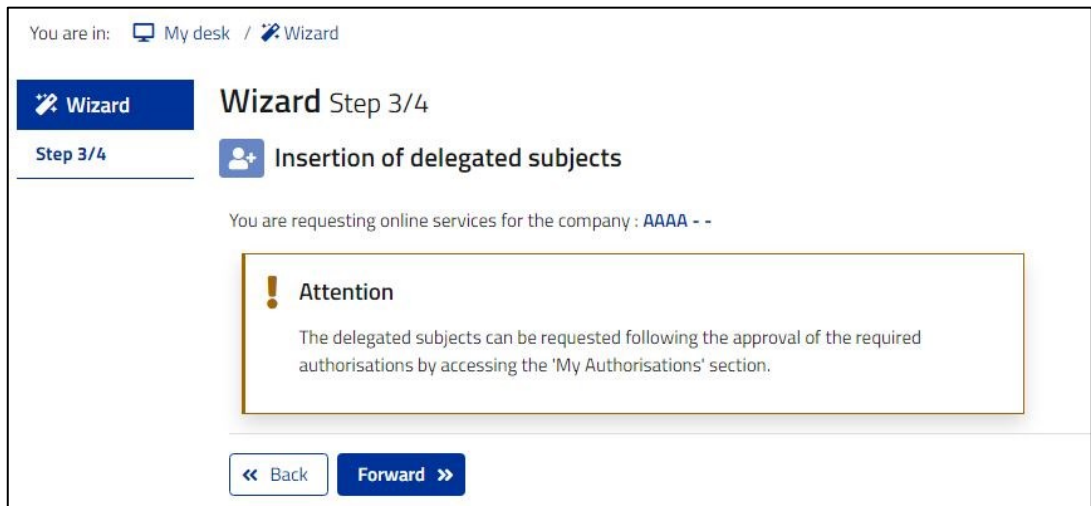 You are in: My desk / Wizard
Wizard
Step 3/4
Wizard Step 3/4
Insertion of delegated subjects
You are requesting online services for the company : AAAA - -
Attention
The delegated subjects can be requested following the approval of the required
authorisations by accessing the 'My Authorisations' section.
« Back
Forward »